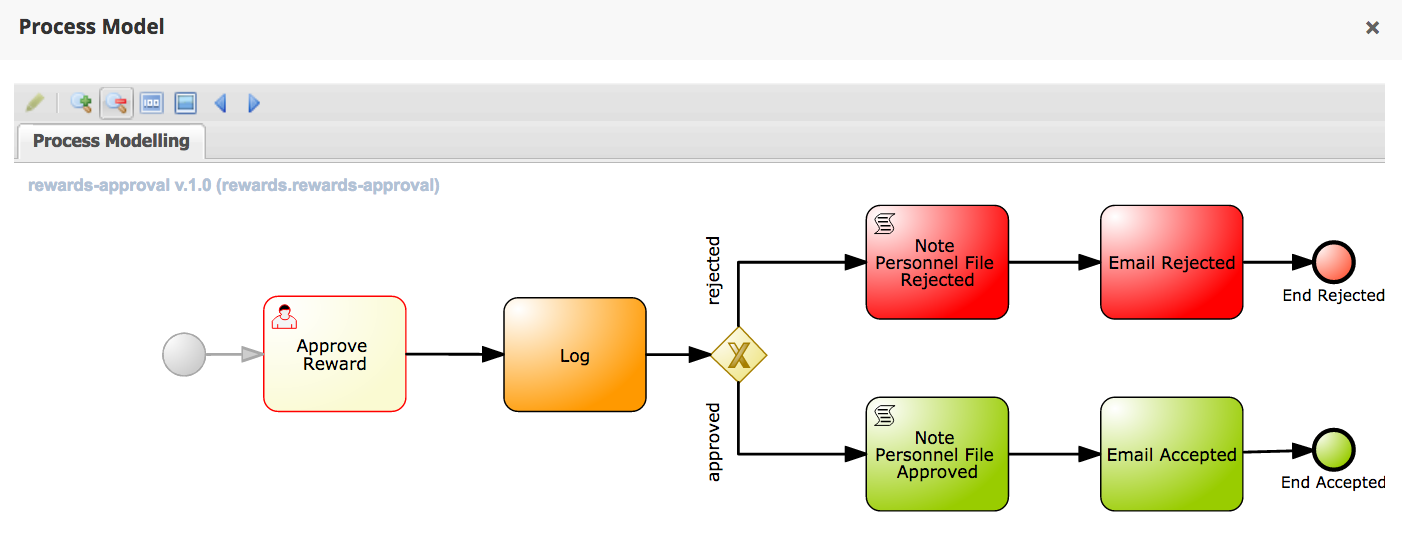 Process Model
Process Modelling
rewards-approval v.1.0 (rewards.rewards-approval)
Approve
Reward
Log
rejected
approved
Note
Personnel File
Rejected
Email Rejected
End Rejected
Note
Personnel File
Approved
Email Accepted
End Accepted